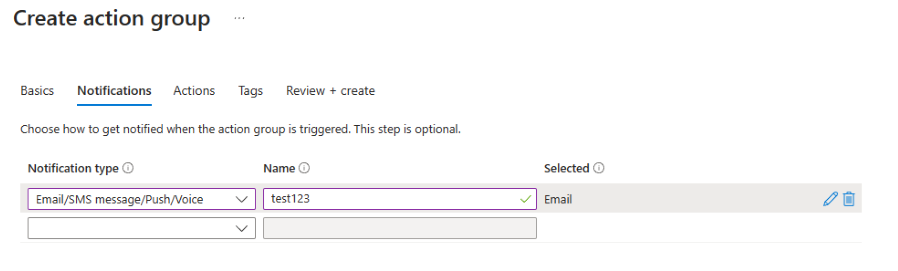 Create action group ...
Basics Notifications Actions Tags Review + create
Choose how to get notified when the action group is triggered. This step is optional.
Notification type Name Selected
Email/SMS message/Push/Voice test123 Email